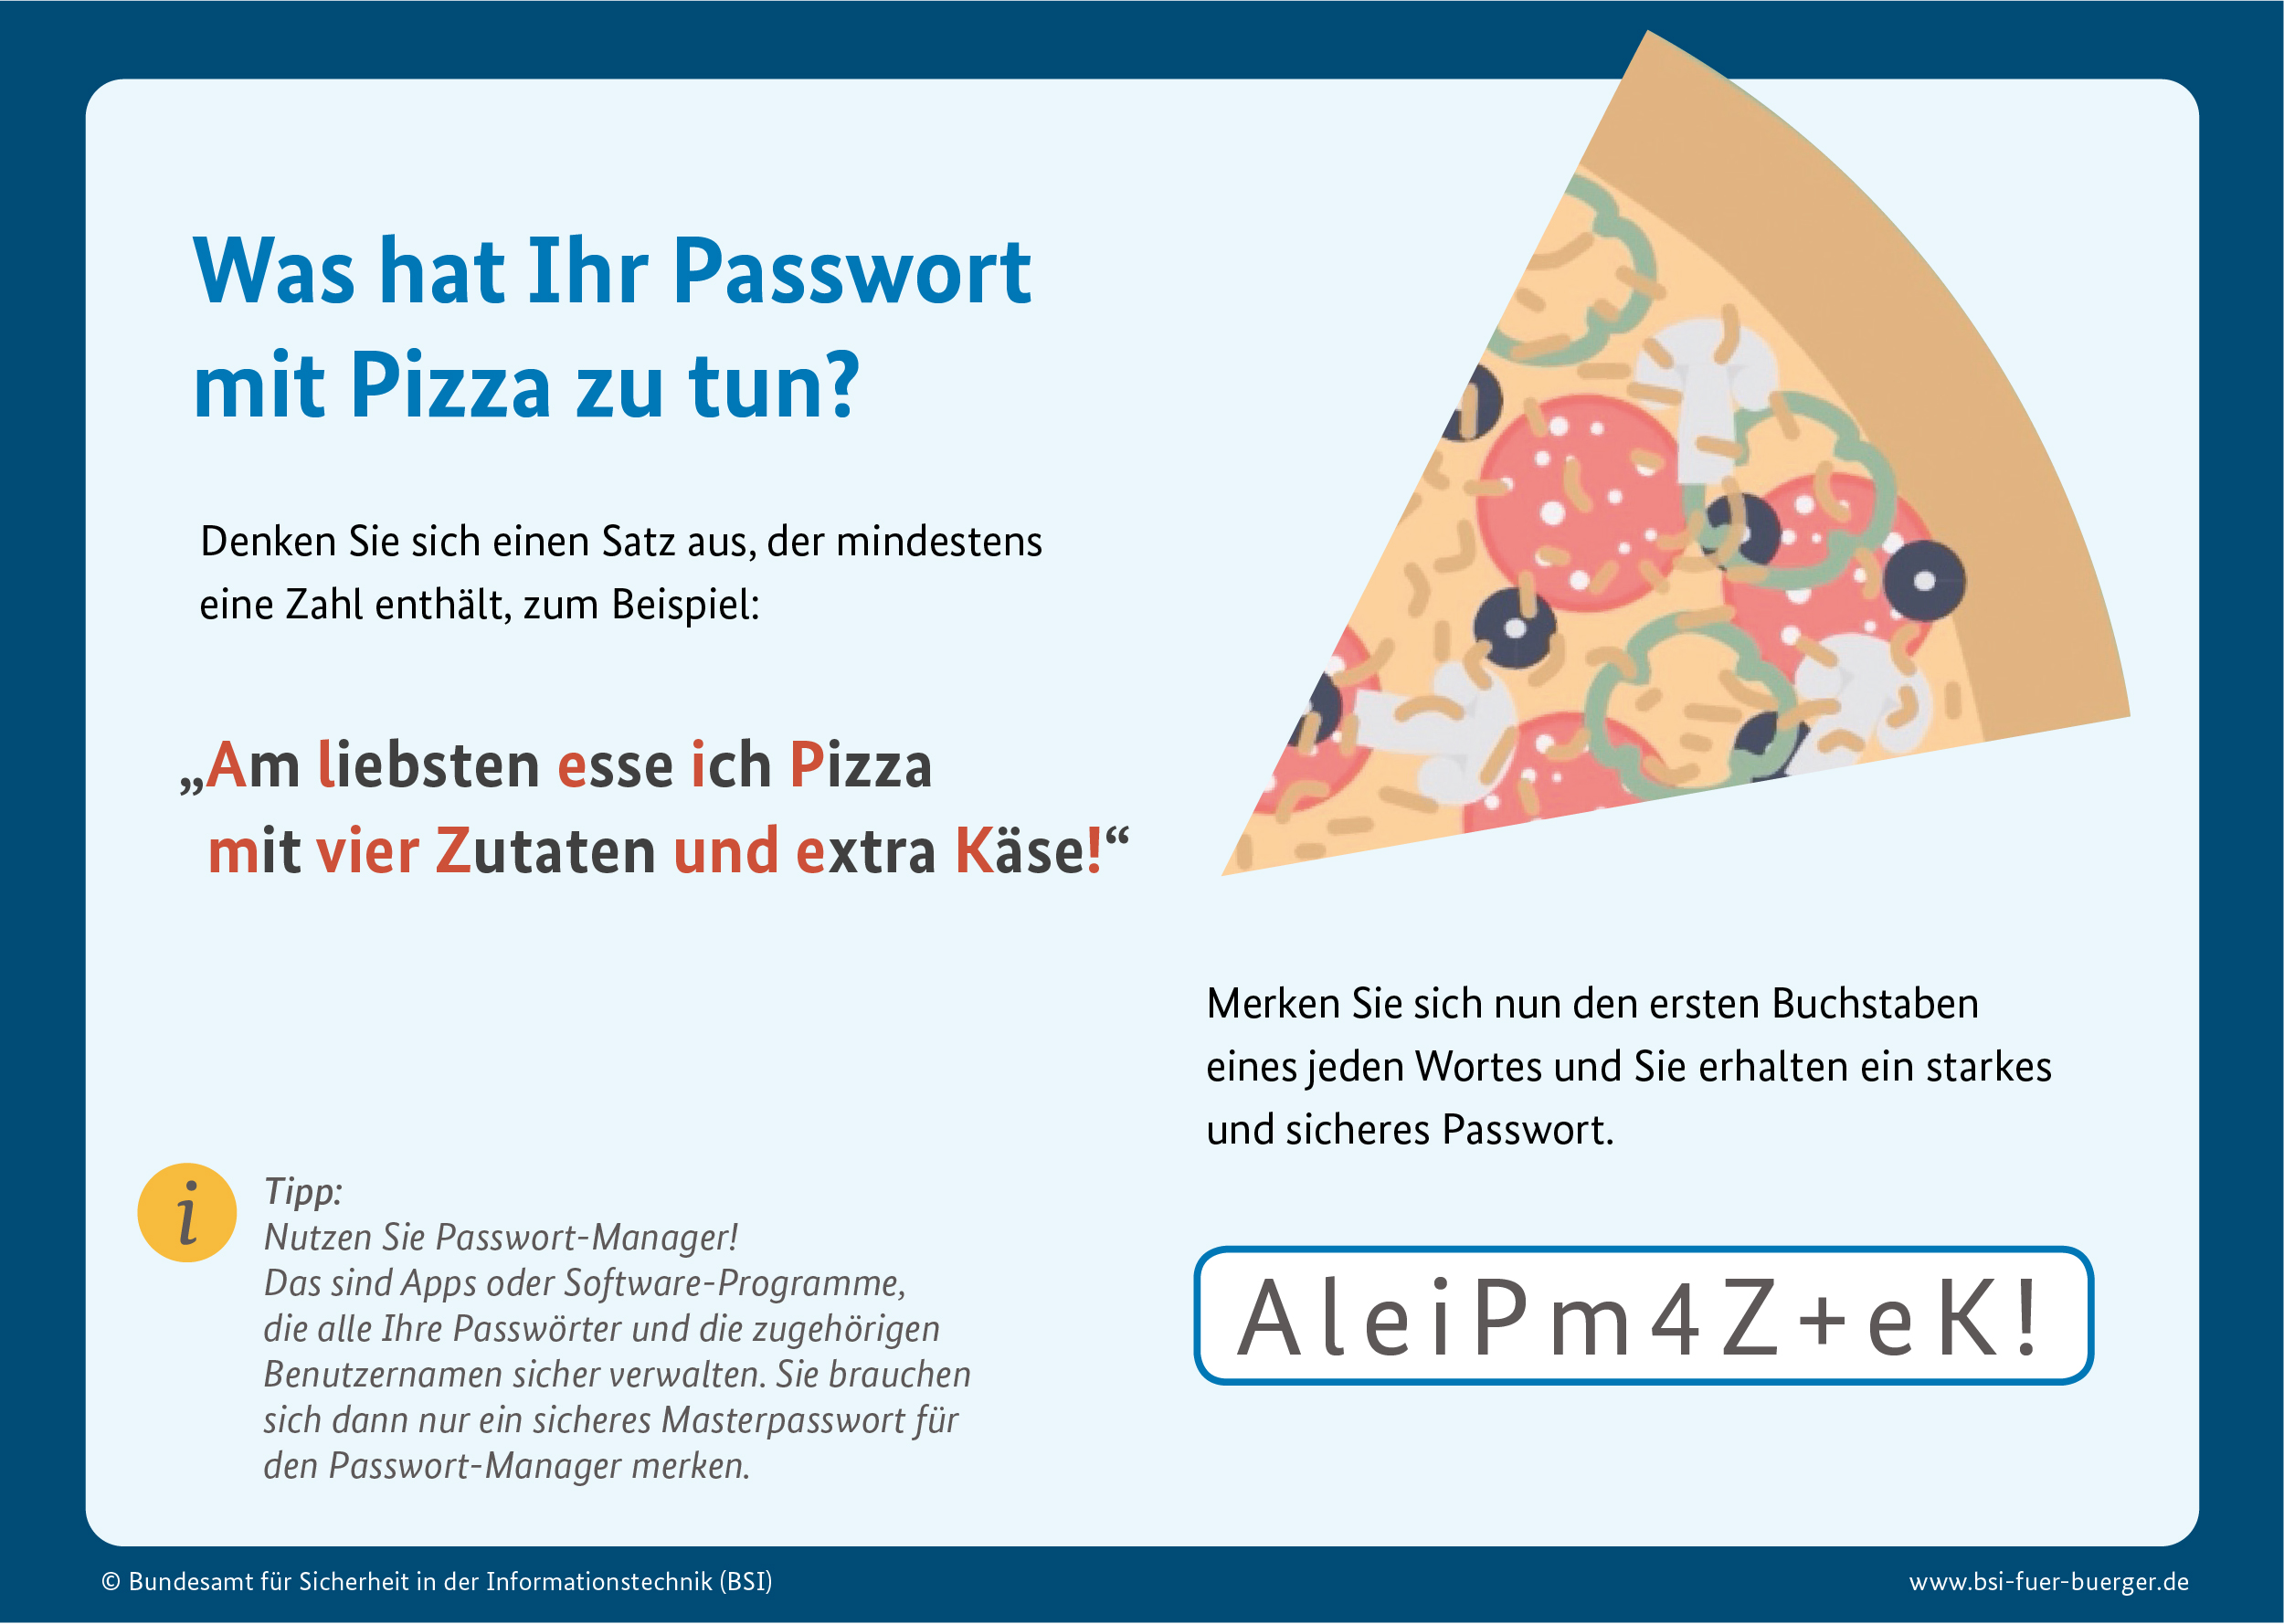 Was hat Ihr Passwort
mit Pizza zu tun?
Denken Sie sich einen Satz aus, der mindestens
eine Zahl enthält, zum Beispiel:
„Am liebsten esse ich Pizza
mit vier Zutaten und extra Käse!“
Merken Sie sich nun den ersten Buchstaben
eines jeden Wortes und Sie erhalten ein starkes
und sicheres Passwort.
AleiPm4Z+eK!
i
Tipp:
Nutzen Sie Passwort-Manager!
Das sind Apps oder Software-Programme,
die alle Ihre Passwörter und die zugehörigen
Benutzernamen sicher verwalten. Sie brauchen
sich dann nur ein sicheres Masterpasswort für
den Passwort-Manager merken.
© Bundesamt für Sicherheit in der Informationstechnik (BSI)
www.bsi-fuer-buerger.de